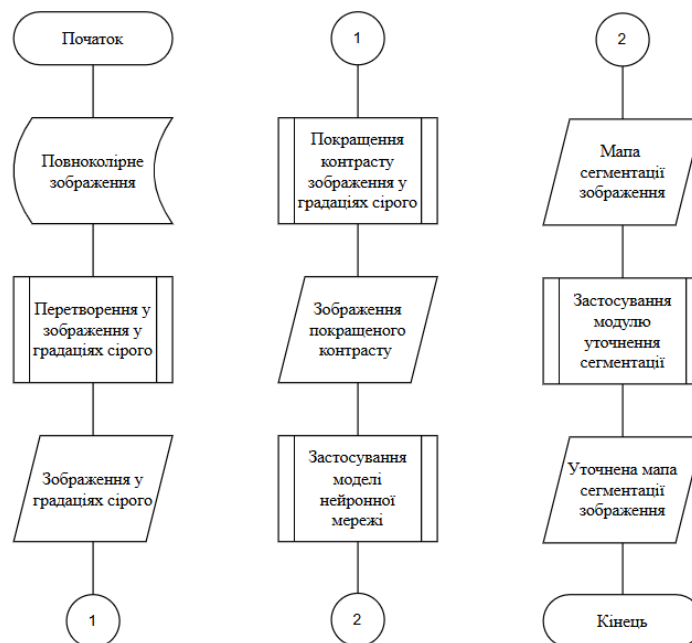 Початок
Повноколірне
зображення
Перетворення у
зображення у
градаціях сірого
Зображення у
градаціях сірого
1
1
Покращення
контрасту
зображення у
градаціях сірого
Зображення
покращеного
контрасту
Застосування
моделі
нейронної
мережі
2
2
Мапа
сегментації
зображення
Застосування
модулю
уточнення
сегментації
Уточнена мапа
сегментації
зображення
Кінець